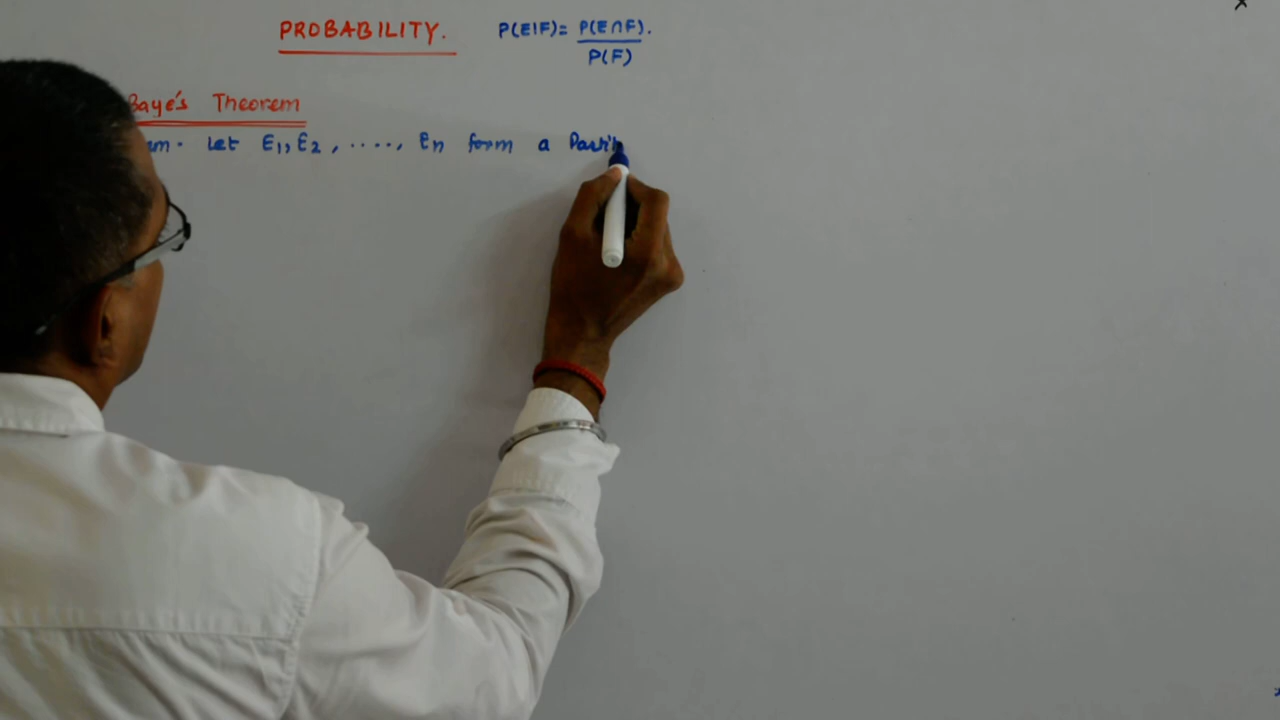 PROBABILITY. P(E|F)= P(E∩F).
P(F)
Baye's Theorem
Let E1, E2, ...., En form a